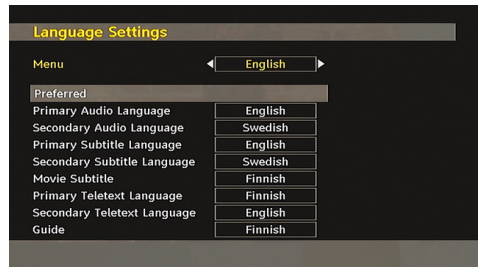 Language Settings
Menu English
Preferred
Primary Audio Language English
Secondary Audio Language Swedish
Primary Subtitle Language English
Secondary Subtitle Language Swedish
Movie Subtitle Finnish
Primary Teletext Language Finnish
Secondary Teletext Language English
Guide Finnish